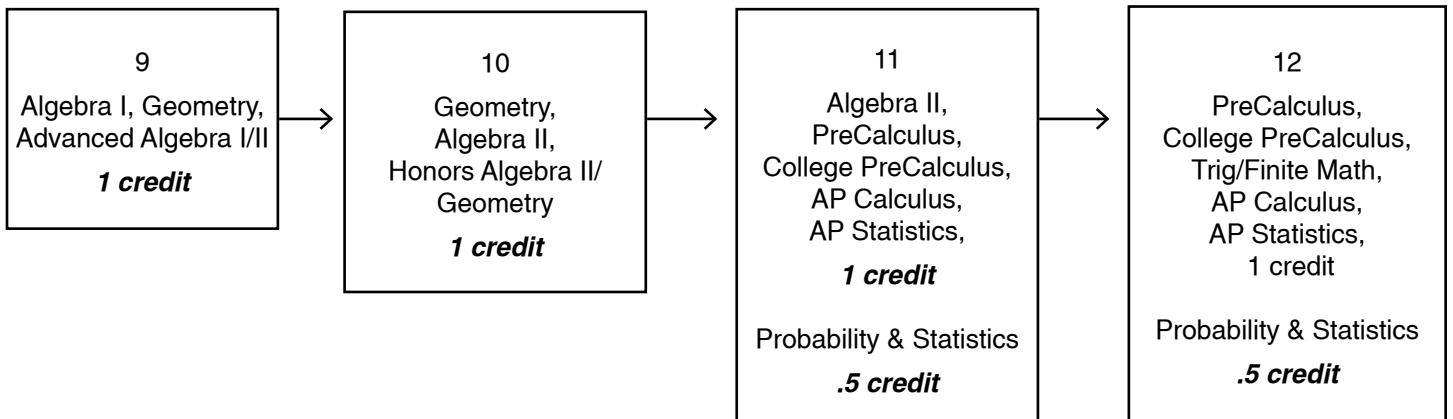 9
Algebra I, Geometry,
Advanced Algebra I/II
1 credit
10
Geometry,
Algebra II,
Honors Algebra II/
Geometry
1 credit
11
Algebra II,
PreCalculus,
College PreCalculus,
AP Calculus,
AP Statistics,
1 credit
Probability & Statistics
.5 credit
12
PreCalculus,
College PreCalculus,
Trig/Finite Math,
AP Calculus,
AP Statistics,
1 credit
Probability & Statistics
.5 credit